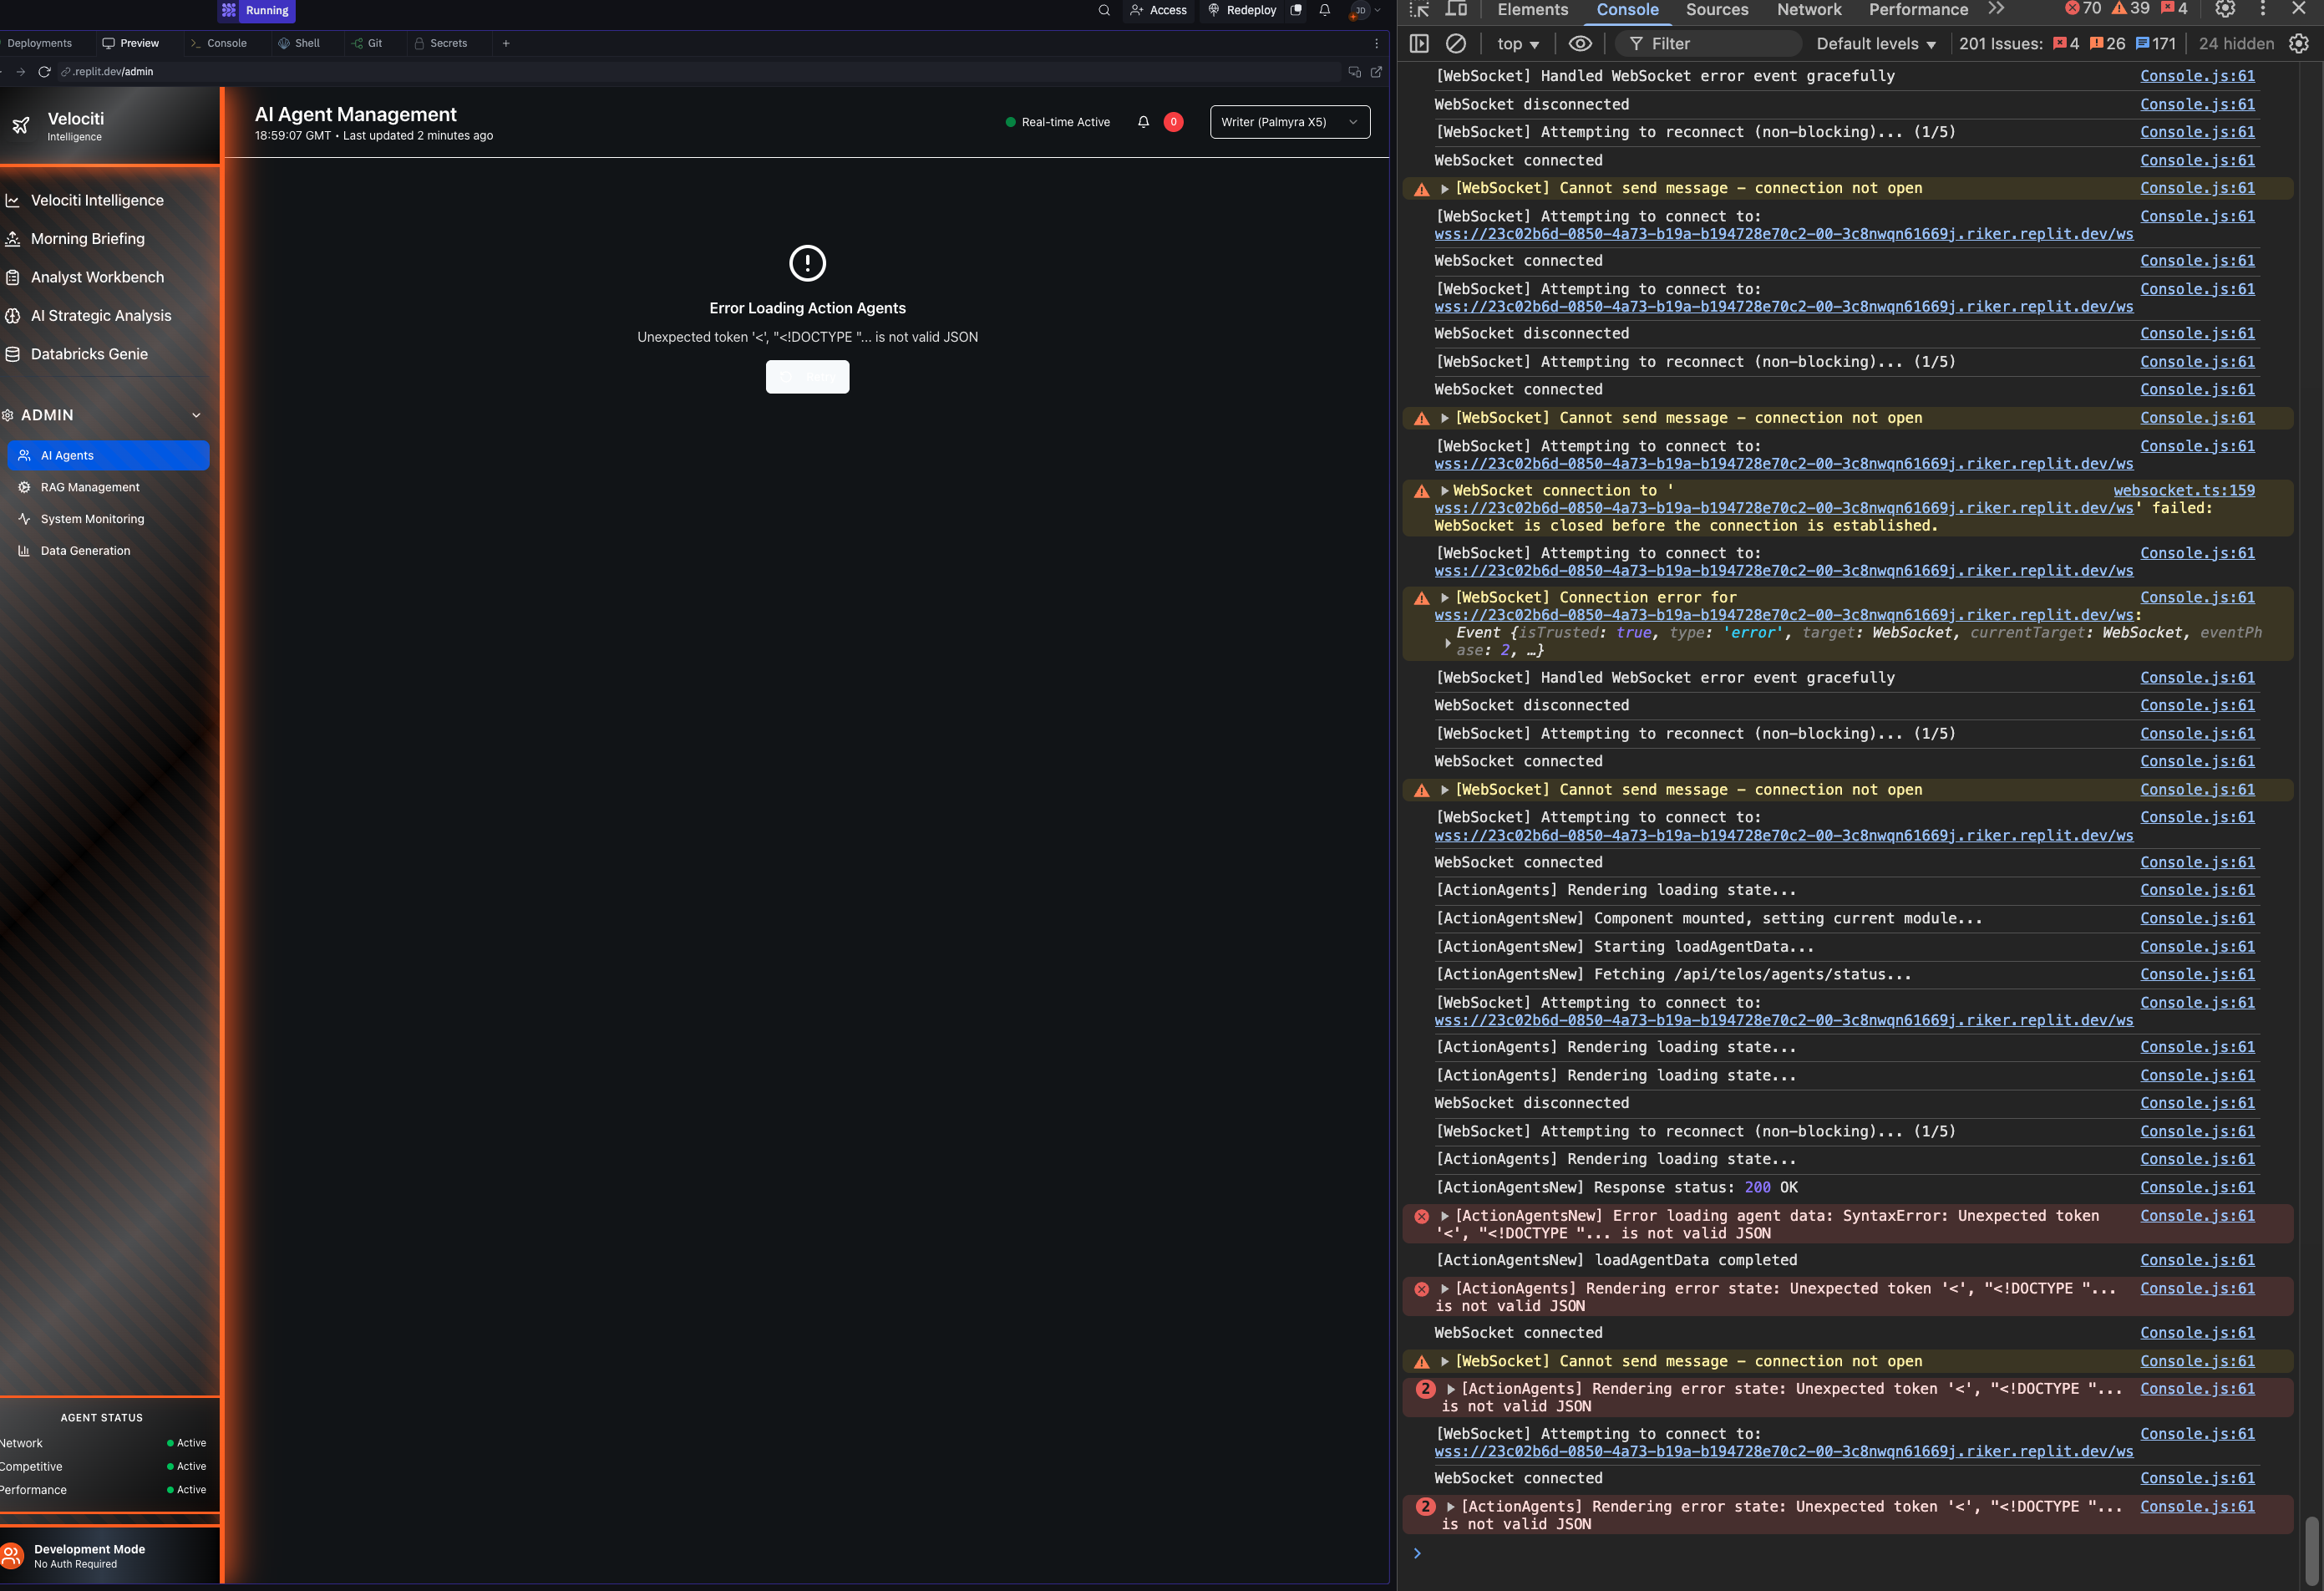 Running
Access
Redeploy
JD
Deployments
Preview
Console
Shell
Git
Secrets
.replit.dev/admin
Velociti
Intelligence
AI Agent Management
18:59:07 GMT • Last updated 2 minutes ago
Real-time Active
0
Writer (Palmyra X5)
Velociti Intelligence
Morning Briefing
Analyst Workbench
AI Strategic Analysis
Databricks Genie
ADMIN
AI Agents
RAG Management
System Monitoring
Data Generation
Error Loading Action Agents
Unexpected token '<', "<!DOCTYPE "... is not valid JSON
Retry
AGENT STATUS
Network Active
Competitive Active
Performance Active
Development Mode
No Auth Required
Elements Console Sources Network Performance 70 39 4
top Filter Default levels 201 Issues: 4 26 171 24 hidden
[WebSocket] Handled WebSocket error event gracefully Console.js:61
WebSocket disconnected Console.js:61
[WebSocket] Attempting to reconnect (non-blocking)... (1/5) Console.js:61
WebSocket connected Console.js:61
[WebSocket] Cannot send message – connection not open Console.js:61
[WebSocket] Attempting to connect to: Console.js:61
wss://23c02b6d-0850-4a73-b19a-b194728e70c2-00-3c8nwqn61669j.riker.replit.dev/ws
WebSocket connected Console.js:61
[WebSocket] Attempting to connect to: Console.js:61
wss://23c02b6d-0850-4a73-b19a-b194728e70c2-00-3c8nwqn61669j.riker.replit.dev/ws
WebSocket disconnected Console.js:61
[WebSocket] Attempting to reconnect (non-blocking)... (1/5) Console.js:61
WebSocket connected Console.js:61
[WebSocket] Cannot send message – connection not open Console.js:61
[WebSocket] Attempting to connect to: Console.js:61
wss://23c02b6d-0850-4a73-b19a-b194728e70c2-00-3c8nwqn61669j.riker.replit.dev/ws
WebSocket connection to ' websocket.ts:159
wss://23c02b6d-0850-4a73-b19a-b194728e70c2-00-3c8nwqn61669j.riker.replit.dev/ws' failed:
WebSocket is closed before the connection is established.
[WebSocket] Attempting to connect to: Console.js:61
wss://23c02b6d-0850-4a73-b19a-b194728e70c2-00-3c8nwqn61669j.riker.replit.dev/ws
[WebSocket] Connection error for Console.js:61
wss://23c02b6d-0850-4a73-b19a-b194728e70c2-00-3c8nwqn61669j.riker.replit.dev/ws:
Event {isTrusted: true, type: 'error', target: WebSocket, currentTarget: WebSocket, eventPh
ase: 2, …}
[WebSocket] Handled WebSocket error event gracefully Console.js:61
WebSocket disconnected Console.js:61
[WebSocket] Attempting to reconnect (non-blocking)... (1/5) Console.js:61
WebSocket connected Console.js:61
[WebSocket] Cannot send message – connection not open Console.js:61
[WebSocket] Attempting to connect to: Console.js:61
wss://23c02b6d-0850-4a73-b19a-b194728e70c2-00-3c8nwqn61669j.riker.replit.dev/ws
WebSocket connected Console.js:61
[ActionAgents] Rendering loading state... Console.js:61
[ActionAgentsNew] Component mounted, setting current module... Console.js:61
[ActionAgentsNew] Starting loadAgentData... Console.js:61
[ActionAgentsNew] Fetching /api/telos/agents/status... Console.js:61
[WebSocket] Attempting to connect to: Console.js:61
wss://23c02b6d-0850-4a73-b19a-b194728e70c2-00-3c8nwqn61669j.riker.replit.dev/ws
[ActionAgents] Rendering loading state... Console.js:61
[ActionAgents] Rendering loading state... Console.js:61
WebSocket disconnected Console.js:61
[WebSocket] Attempting to reconnect (non-blocking)... (1/5) Console.js:61
[ActionAgents] Rendering loading state... Console.js:61
[ActionAgentsNew] Response status: 200 OK Console.js:61
[ActionAgentsNew] Error loading agent data: SyntaxError: Unexpected token Console.js:61
'<', "<!DOCTYPE "... is not valid JSON
[ActionAgentsNew] loadAgentData completed Console.js:61
[ActionAgents] Rendering error state: Unexpected token '<', "<!DOCTYPE "... Console.js:61
is not valid JSON
WebSocket connected Console.js:61
[WebSocket] Cannot send message – connection not open Console.js:61
2 [ActionAgents] Rendering error state: Unexpected token '<', "<!DOCTYPE "... Console.js:61
is not valid JSON
[WebSocket] Attempting to connect to: Console.js:61
wss://23c02b6d-0850-4a73-b19a-b194728e70c2-00-3c8nwqn61669j.riker.replit.dev/ws
WebSocket connected Console.js:61
2 [ActionAgents] Rendering error state: Unexpected token '<', "<!DOCTYPE "... Console.js:61
is not valid JSON